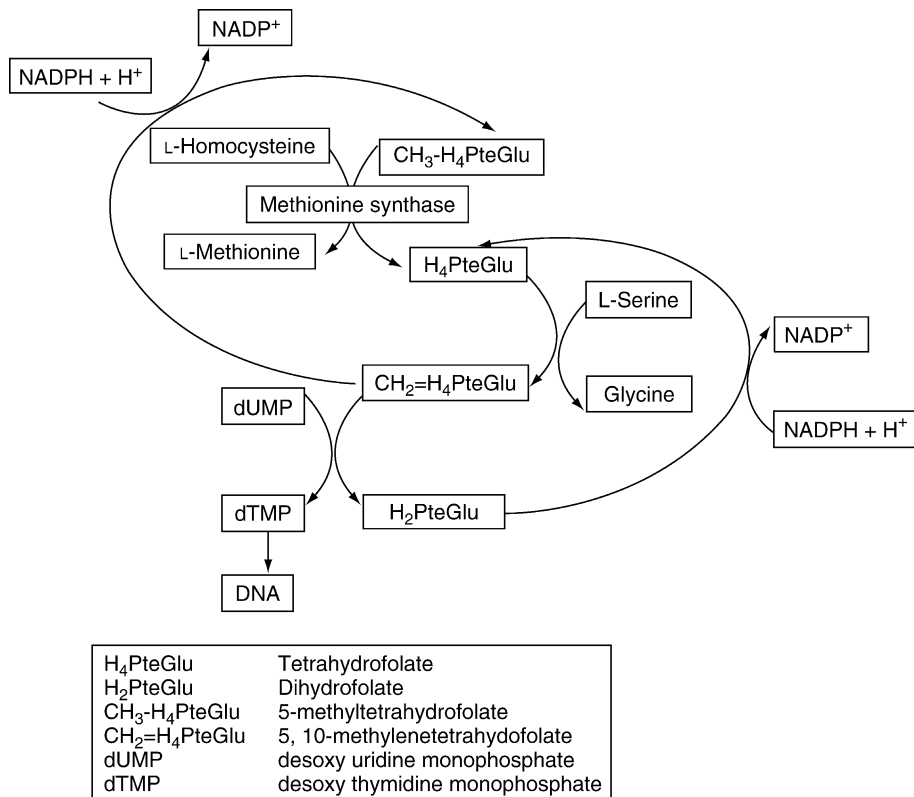 NADP⁺
NADPH + H⁺
L-Homocysteine
CH₃-H₄PteGlu
Methionine synthase
L-Methionine
H₄PteGlu
L-Serine
NADP⁺
CH₂=H₄PteGlu
Glycine
dUMP
NADPH + H⁺
dTMP
H₂PteGlu
DNA
H₄PteGlu Tetrahydrofolate
H₂PteGlu Dihydrofolate
CH₃-H₄PteGlu 5-methyltetrahydrofolate
CH₂=H₄PteGlu 5, 10-methylenetetrahydofolate
dUMP desoxy uridine monophosphate
dTMP desoxy thymidine monophosphate